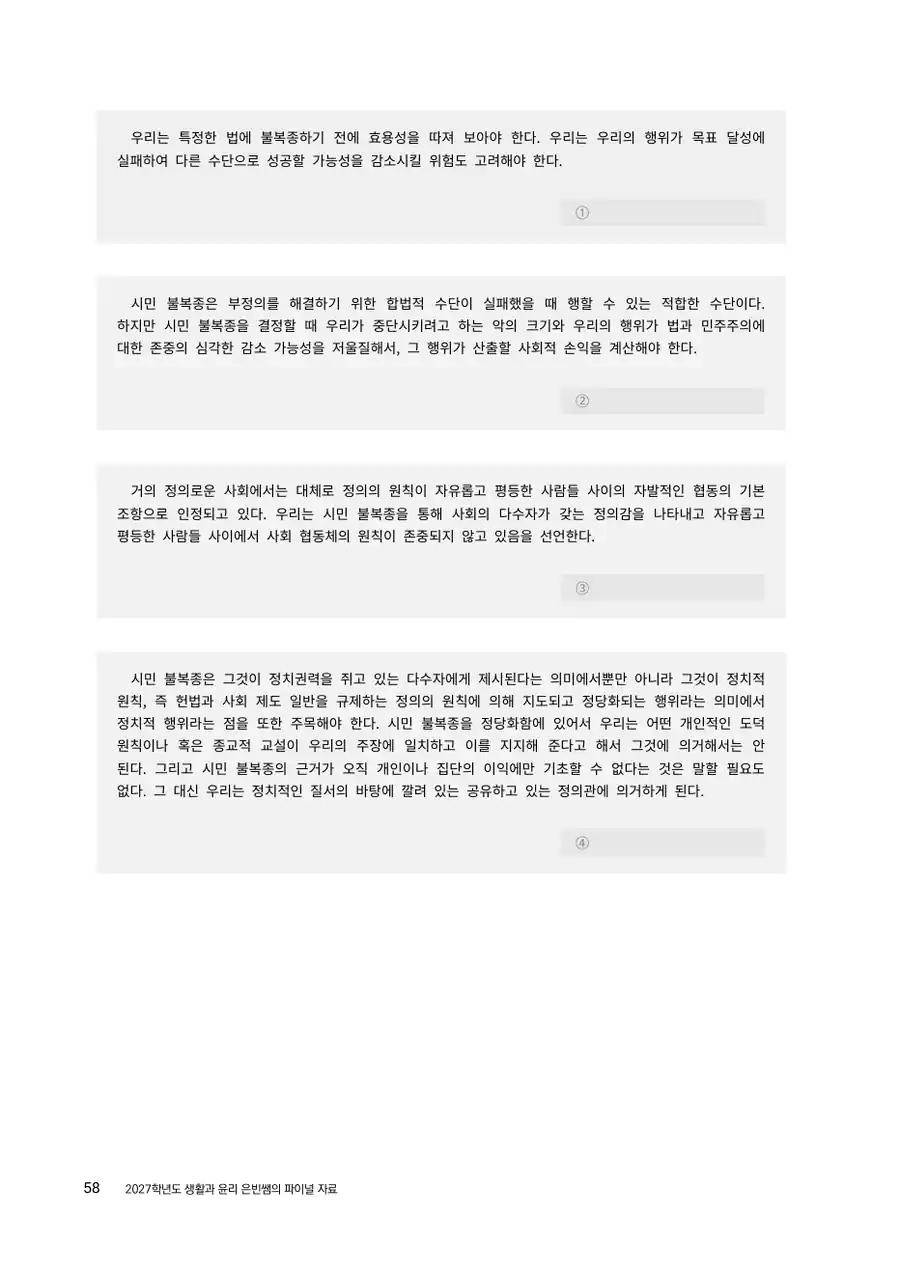 우리는 특정한 법에 불복종하기 전에 효용성을 따져 보아야 한다. 우리는 우리의 행위가 목표 달성에
실패하여 다른 수단으로 성공할 가능성을 감소시킬 위험도 고려해야 한다.
①
시민 불복종은 부정의를 해결하기 위한 합법적 수단이 실패했을 때 행할 수 있는 적합한 수단이다.
하지만 시민 불복종을 결정할 때 우리가 중단시키려고 하는 악의 크기와 우리의 행위가 법과 민주주의에
대한 존중의 심각한 감소 가능성을 저울질해서, 그 행위가 산출할 사회적 손익을 계산해야 한다.
②
거의 정의로운 사회에서는 대체로 정의의 원칙이 자유롭고 평등한 사람들 사이의 자발적인 협동의 기본
조항으로 인정되고 있다. 우리는 시민 불복종을 통해 사회의 다수자가 갖는 정의감을 나타내고 자유롭고
평등한 사람들 사이에서 사회 협동체의 원칙이 존중되지 않고 있음을 선언한다.
③
시민 불복종은 그것이 정치권력을 쥐고 있는 다수자에게 제시된다는 의미에서뿐만 아니라 그것이 정치적
원칙, 즉 헌법과 사회 제도 일반을 규제하는 정의의 원칙에 의해 지도되고 정당화되는 행위라는 의미에서
정치적 행위라는 점을 또한 주목해야 한다. 시민 불복종을 정당화함에 있어서 우리는 어떤 개인적인 도덕
원칙이나 혹은 종교적 교설이 우리의 주장에 일치하고 이를 지지해 준다고 해서 그것에 의거해서는 안
된다. 그리고 시민 불복종의 근거가 오직 개인이나 집단의 이익에만 기초할 수 없다는 것은 말할 필요도
없다. 그 대신 우리는 정치적인 질서의 바탕에 깔려 있는 공유하고 있는 정의관에 의거하게 된다.
④
58 2027학년도 생활과 윤리 은빈쌤의 파이널 자료